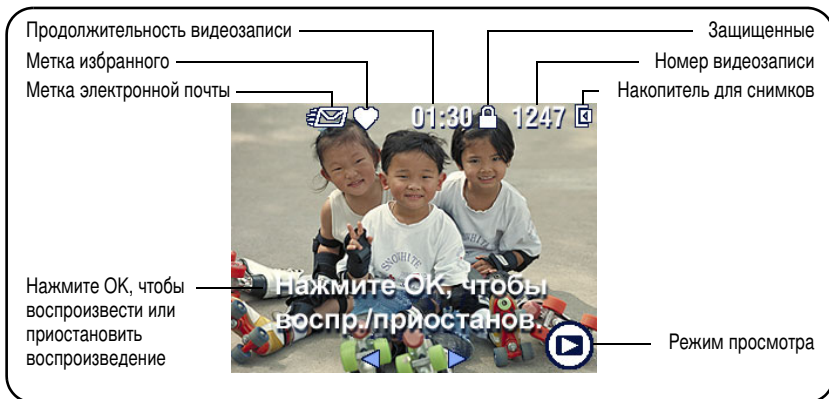 Продолжительность видеозаписи
Защищенные
Метка избранного
Номер видеозаписи
Метка электронной почты
Накопитель для снимков
01:30
1247
Нажмите OK, чтобы
воспроизвести или
приостановить
воспроизведение
Нажмите OK, чтобы
воспр./приостанов.
Режим просмотра